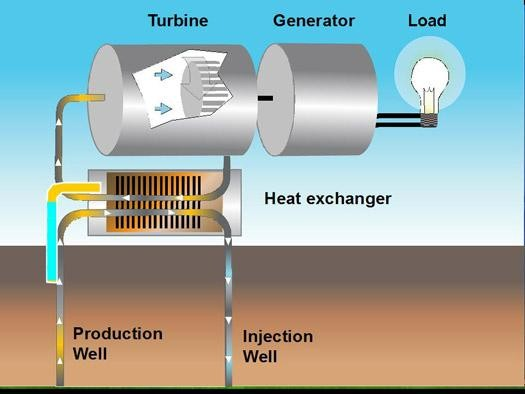 Turbine
Generator
Load
Heat exchanger
Production
Well
Injection
Well